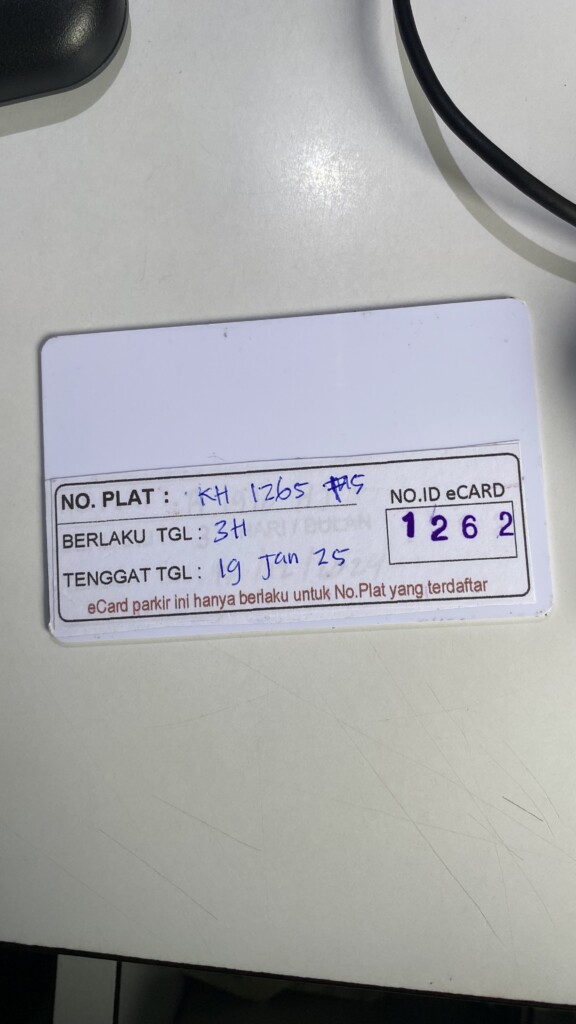 NO. PLAT : KH 1265
NO.ID eCARD
BERLAKU TGL : 3H
1262
TENGGAT TGL : 19 Jan 25
eCard parkir ini hanya berlaku untuk No.Plat yang terdaftar